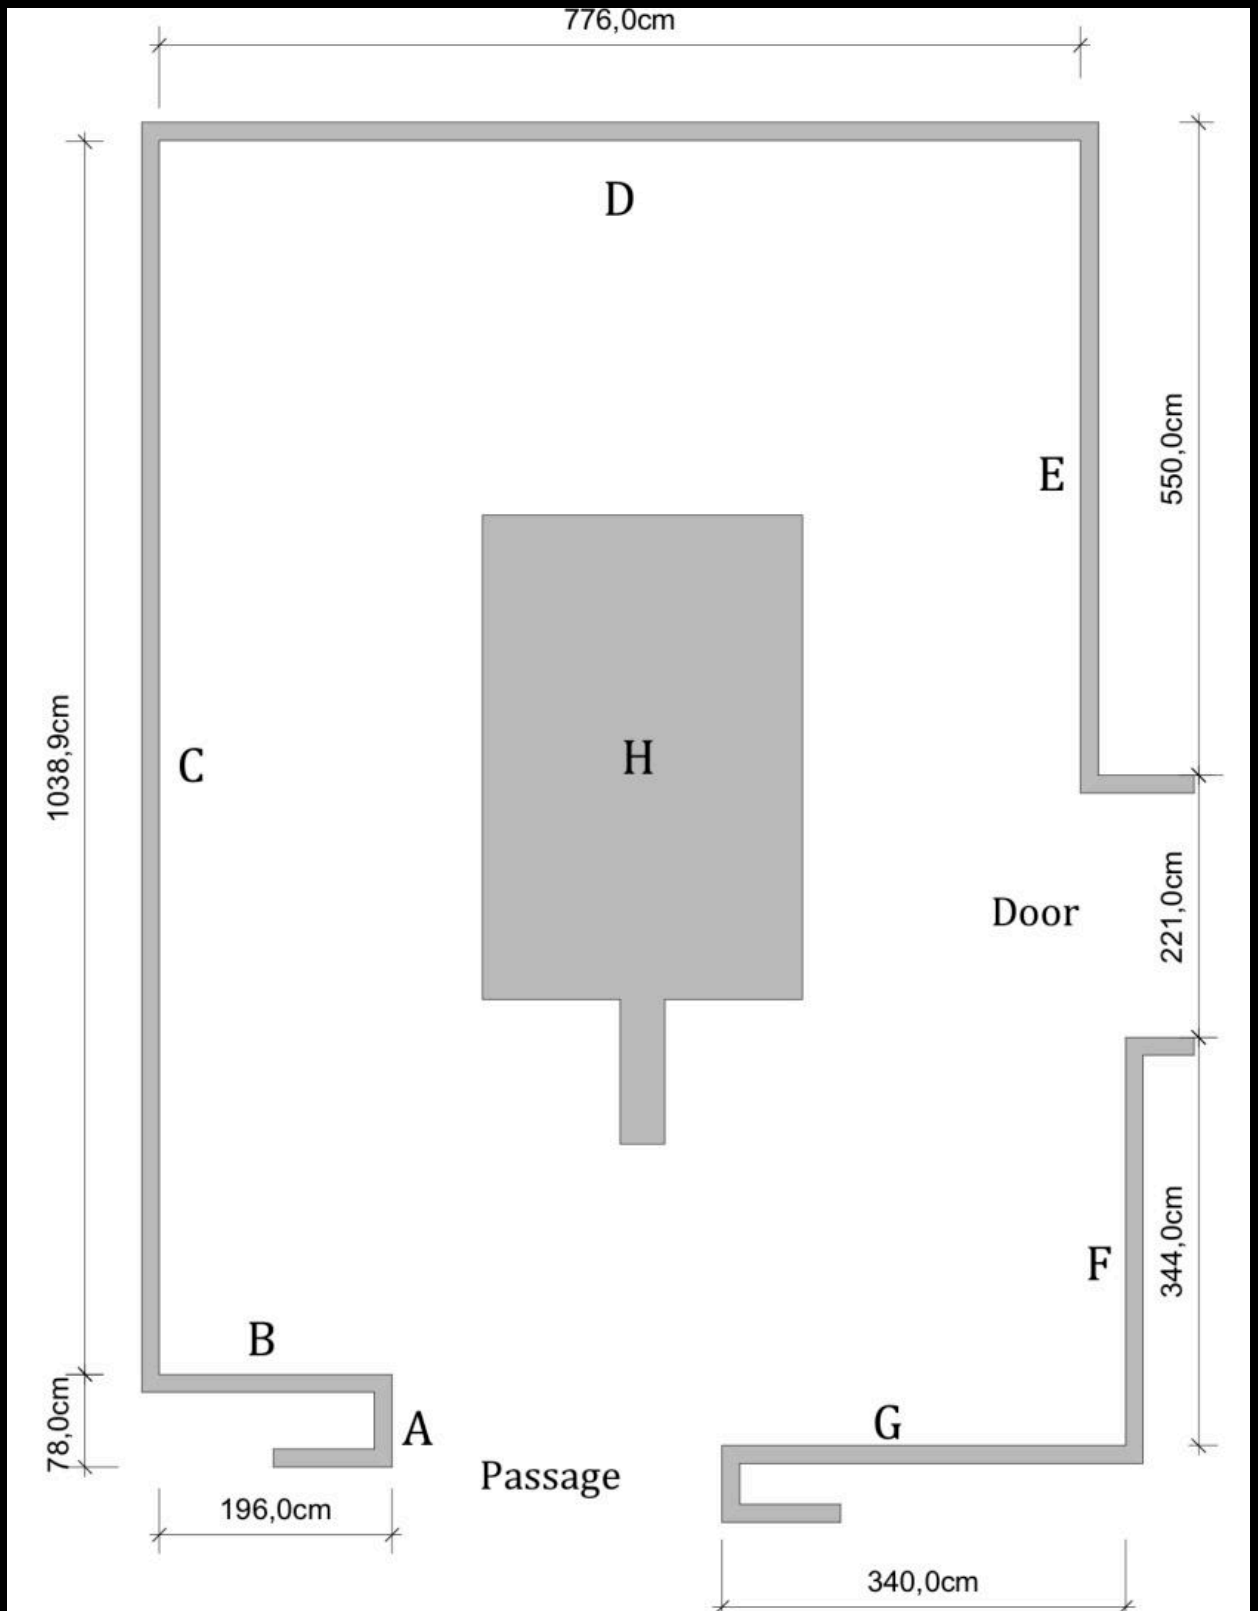 776,0cm
D
E
550,0cm
1038,9cm
C
H
Door
221,0cm
F
344,0cm
B
78,0cm
A
G
Passage
196,0cm
340,0cm